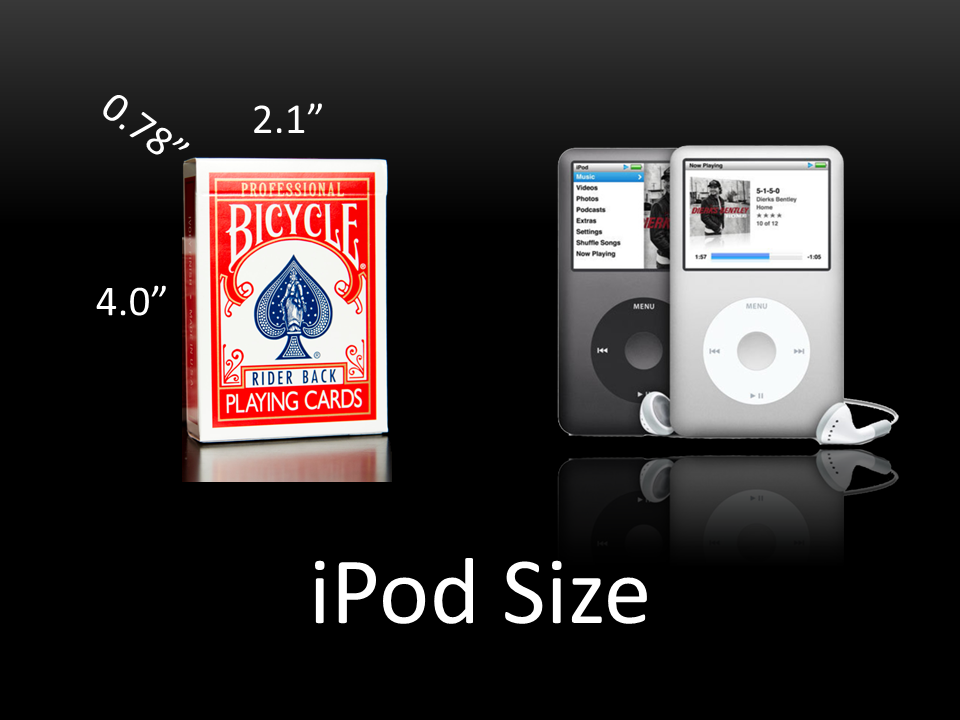 0.78”
2.1”
4.0”
PROFESSIONAL
BICYCLE
®
®
RIDER BACK
PLAYING CARDS
iPod
Music
Videos
Photos
Podcasts
Extras
Settings
Shuffle Songs
Now Playing
MENU
Now Playing
DIERKS BENTLEY
5-1-5-0
Dierks Bentley
Home
★★★★
10 of 12
1:57
-1:05
MENU
iPod Size